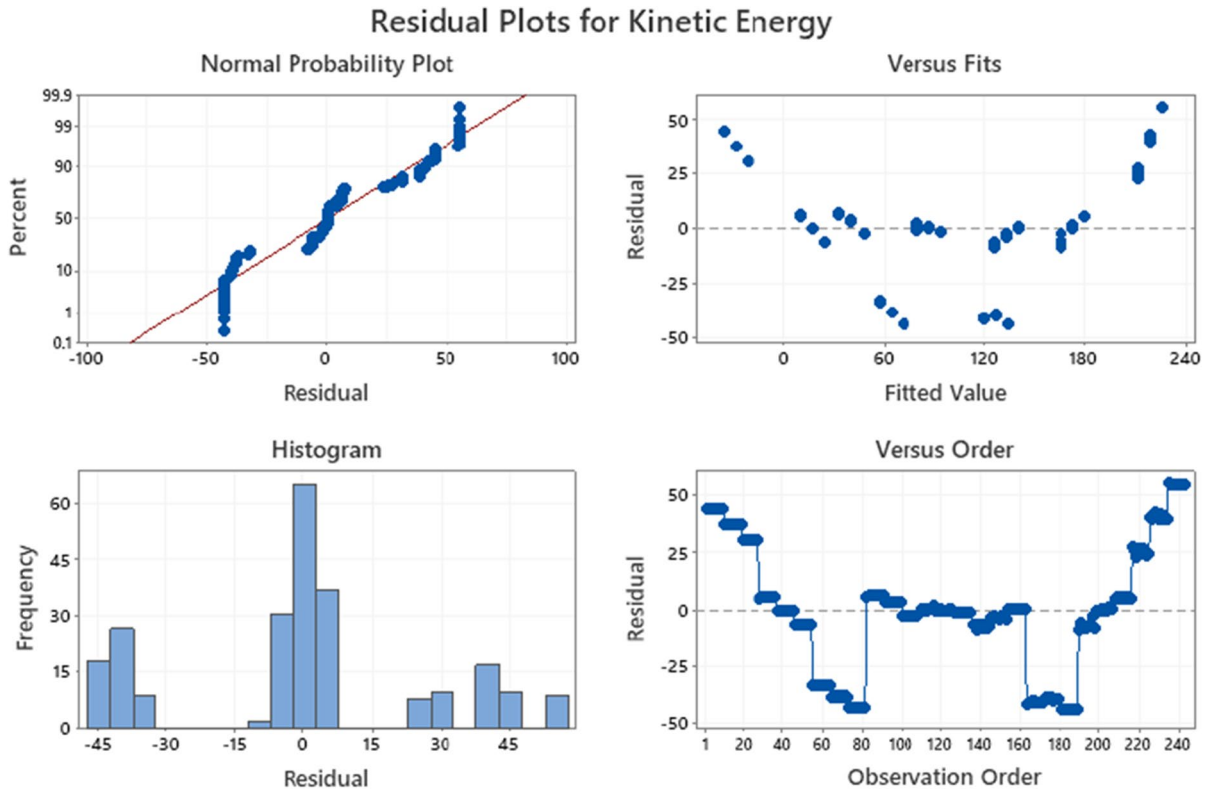 Residual Plots for Kinetic Energy
Normal Probability Plot
99.9
99
90
50
10
1
0.1
Percent
-100 -50 0 50 100
Residual
Versus Fits
50
25
0
-25
-50
Residual
0 60 120 180 240
Fitted Value
Histogram
60
45
30
15
0
Frequency
-45 -30 -15 0 15 30 45
Residual
Versus Order
50
25
0
-25
-50
Residual
1 20 40 60 80 100 120 140 160 180 200 220 240
Observation Order